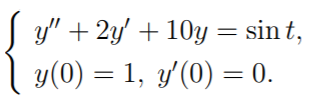 y″ + 2y′ + 10y = sin t,
y(0) = 1, y′(0) = 0.